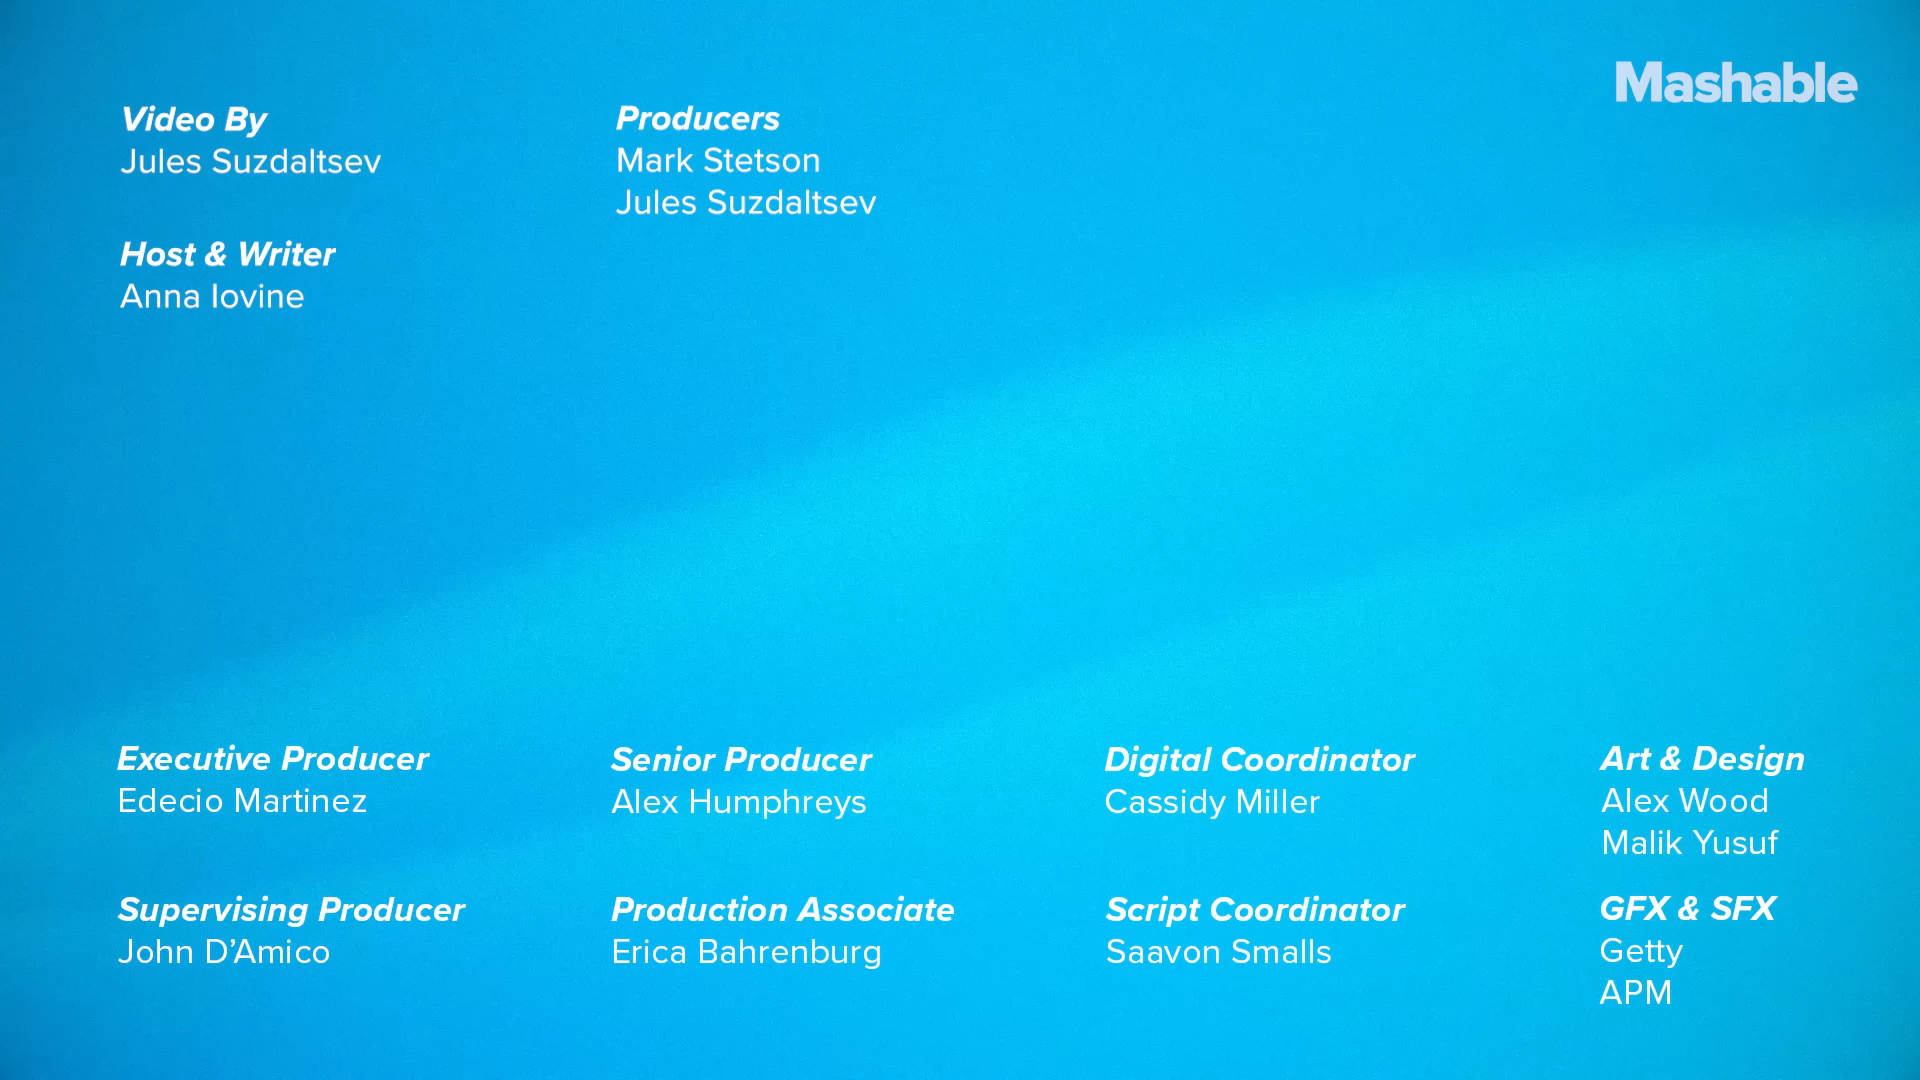 Mashable
Video By
Jules Suzdaltsev
Host & Writer
Anna Iovine
Producers
Mark Stetson
Jules Suzdaltsev
Executive Producer
Edecio Martinez
Supervising Producer
John D’Amico
Senior Producer
Alex Humphreys
Production Associate
Erica Bahrenburg
Digital Coordinator
Cassidy Miller
Script Coordinator
Saavon Smalls
Art & Design
Alex Wood
Malik Yusuf
GFX & SFX
Getty
APM